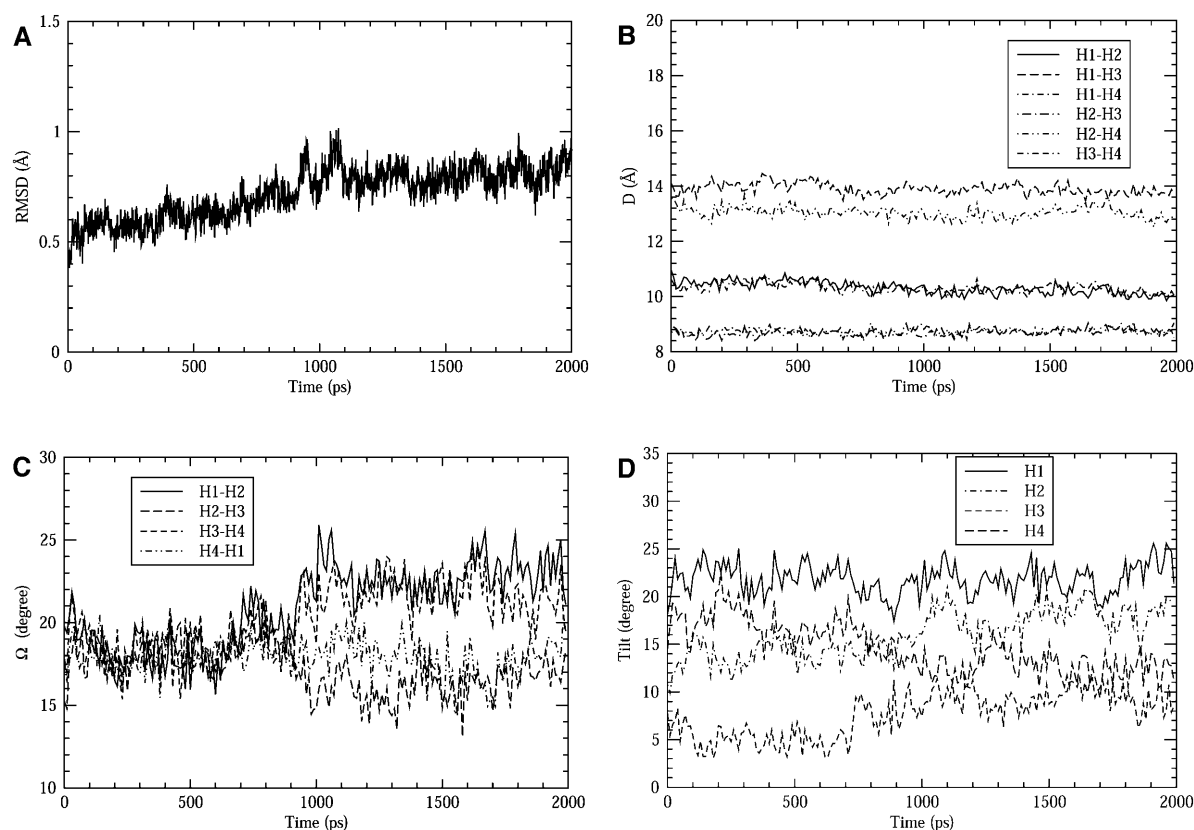 A
1.5
1
0.5
0
RMSD (Å)
0 500 1000 1500 2000
Time (ps)
B
20
18
16
14
12
10
8
D (Å)
H1-H2
H1-H3
H1-H4
H2-H3
H2-H4
H3-H4
0 500 1000 1500 2000
Time (ps)
C
30
25
20
15
10
Ω (degree)
H1-H2
H2-H3
H3-H4
H4-H1
0 500 1000 1500 2000
Time (ps)
D
35
30
25
20
15
10
5
0
Tilt (degree)
H1
H2
H3
H4
0 500 1000 1500 2000
Time (ps)